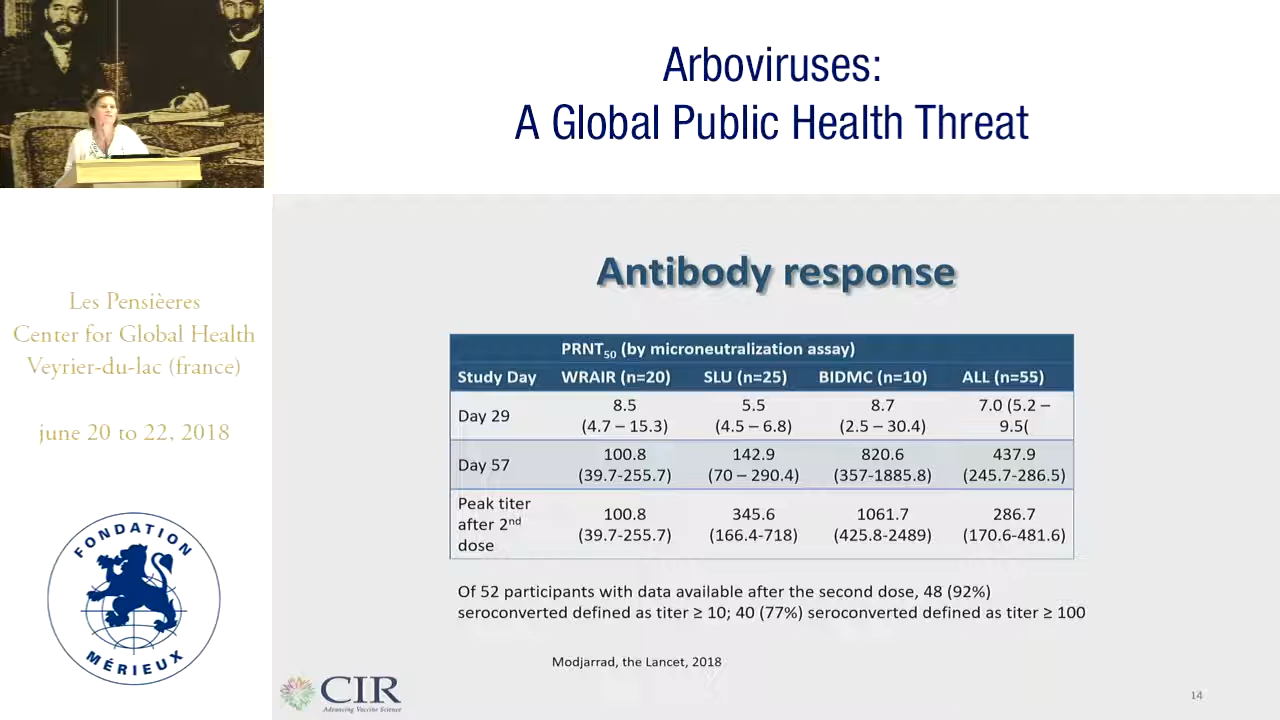 Arboviruses:
A Global Public Health Threat
Les Pensièeres
Center for Global Health
Veyrier-du-lac (france)
june 20 to 22, 2018
FONDATION
MÉRIEUX
Antibody response
PRNT50 (by microneutralization assay)
Study Day WRAIR (n=20) SLU (n=25) BIDMC (n=10) ALL (n=55)
Day 29 8.5 5.5 8.7 7.0 (5.2 –
(4.7 – 15.3) (4.5 – 6.8) (2.5 – 30.4) 9.5(
Day 57 100.8 142.9 820.6 437.9
(39.7-255.7) (70 – 290.4) (357-1885.8) (245.7-286.5)
Peak titer
after 2nd
dose
100.8 345.6 1061.7 286.7
(39.7-255.7) (166.4-718) (425.8-2489) (170.6-481.6)
Of 52 participants with data available after the second dose, 48 (92%)
seroconverted defined as titer ≥ 10; 40 (77%) seroconverted defined as titer ≥ 100
Modjarrad, the Lancet, 2018
CIR
Advancing Vaccine Science
14